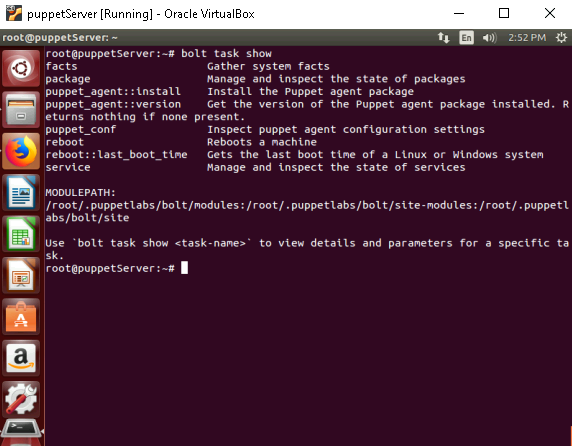 puppetServer [Running] - Oracle VirtualBox
root@puppetServer: ~
En
2:52 PM
root@puppetServer:~# bolt task show
facts                     Gather system facts
package                   Manage and inspect the state of packages
puppet_agent::install     Install the Puppet agent package
puppet_agent::version     Get the version of the Puppet agent package installed. R
eturns nothing if none present.
puppet_conf               Inspect puppet agent configuration settings
reboot                    Reboots a machine
reboot::last_boot_time    Gets the last boot time of a Linux or Windows system
service                   Manage and inspect the state of services
MODULEPATH:
/root/.puppetlabs/bolt/modules:/root/.puppetlabs/bolt/site-modules:/root/.puppetl
abs/bolt/site
Use `bolt task show <task-name>` to view details and parameters for a specific ta
sk.
root@puppetServer:~#